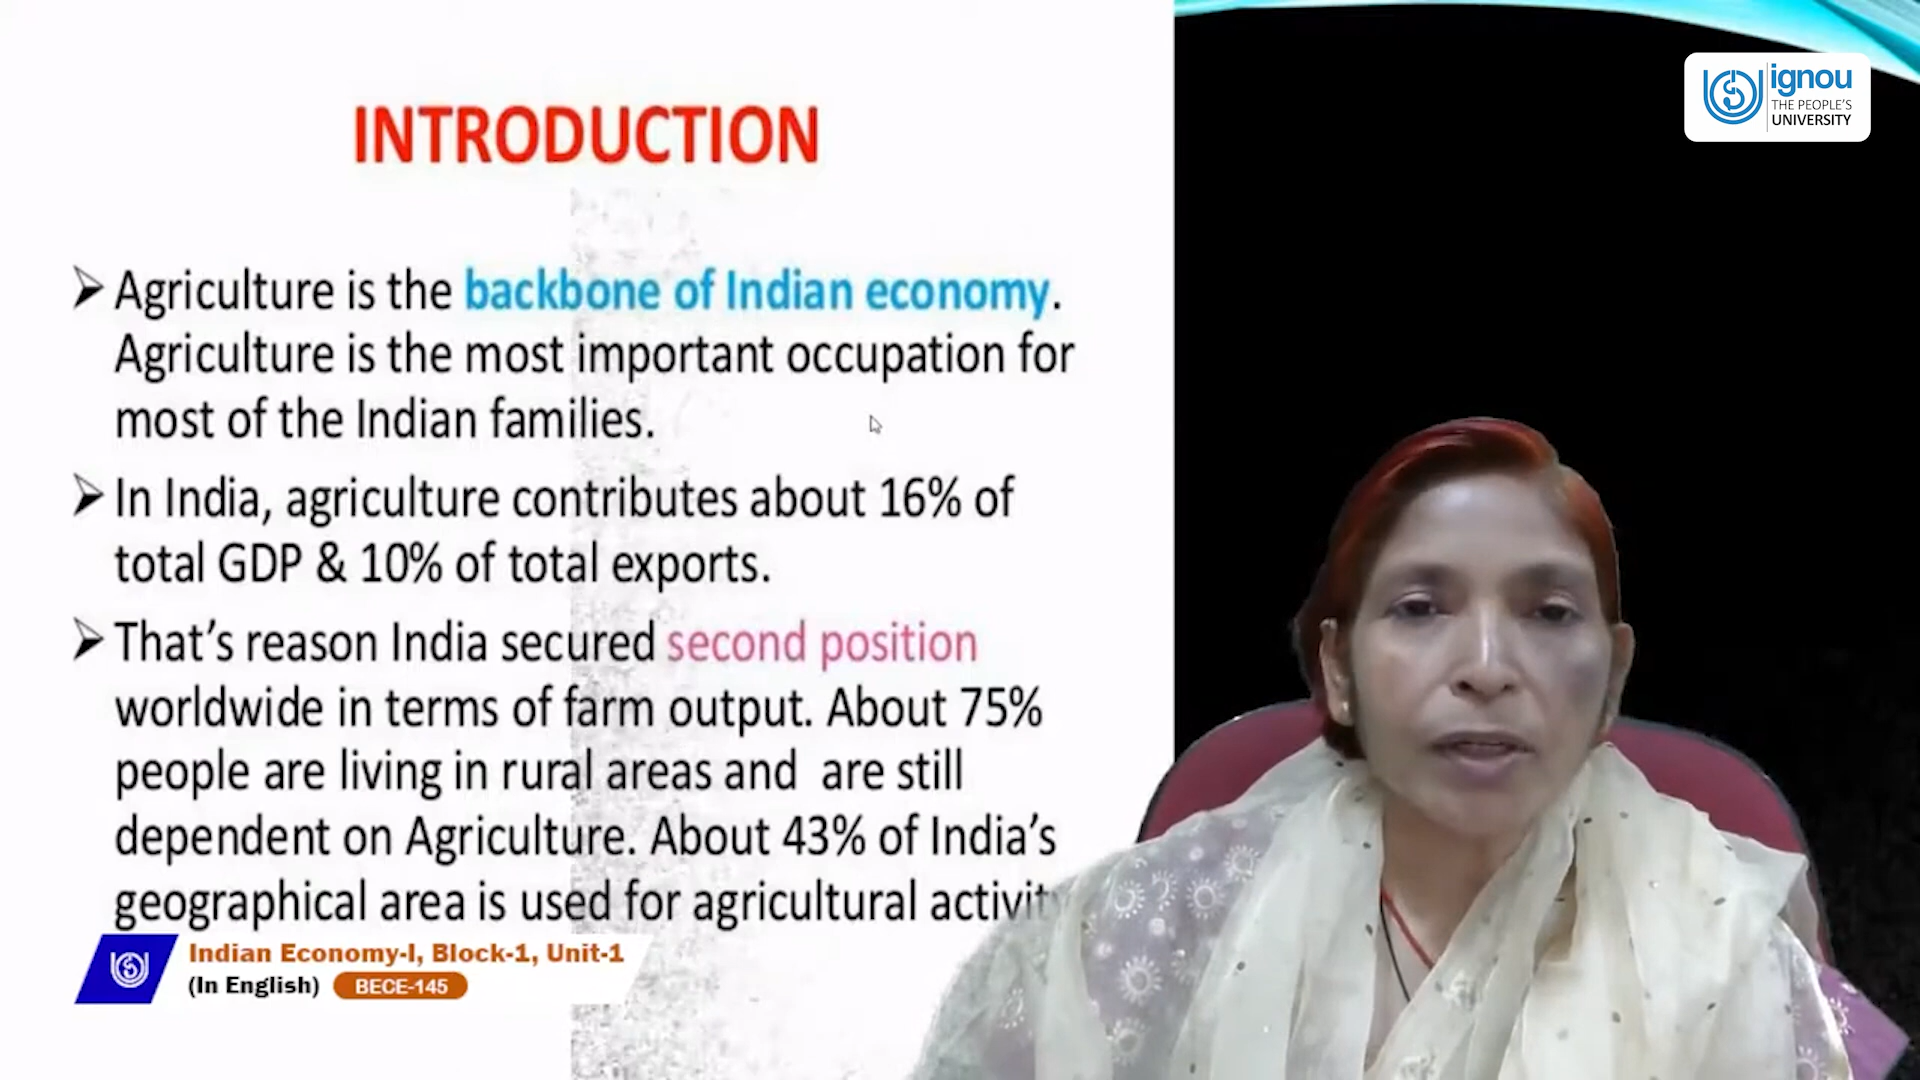 INTRODUCTION
Agriculture is the backbone of Indian economy.
Agriculture is the most important occupation for
most of the Indian families.
In India, agriculture contributes about 16% of
total GDP & 10% of total exports.
That's reason India secured second position
worldwide in terms of farm output. About 75%
people are living in rural areas and are still
dependent on Agriculture. About 43% of India's
geographical area is used for agricultural activity
Indian Economy-I, Block-1, Unit-1
(In English) BECE-145
ignou
THE PEOPLE'S
UNIVERSITY